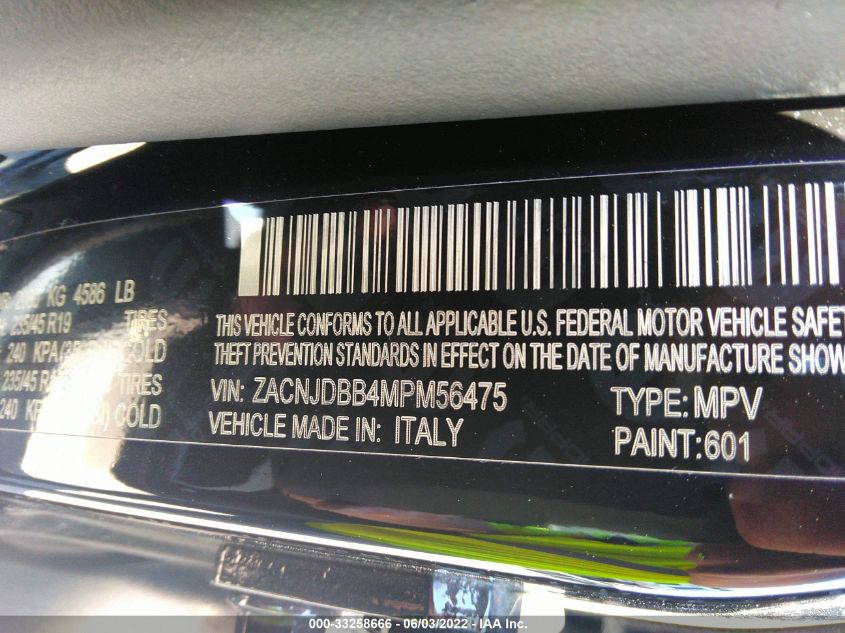 KG 4586 LB
235/45 R19 TIRES
240 KPA COLD
235/45 TIRES
240 COLD
THIS VEHICLE CONFORMS TO ALL APPLICABLE U.S. FEDERAL MOTOR VEHICLE SAFET
THEFT PREVENTION STANDARDS IN EFFECT ON THE DATE OF MANUFACTURE SHOW
VIN: ZACNJDBB4MPM56475 TYPE: MPV
VEHICLE MADE IN: ITALY PAINT:601
000-33258666 - 06/03/2022 - IAA Inc.